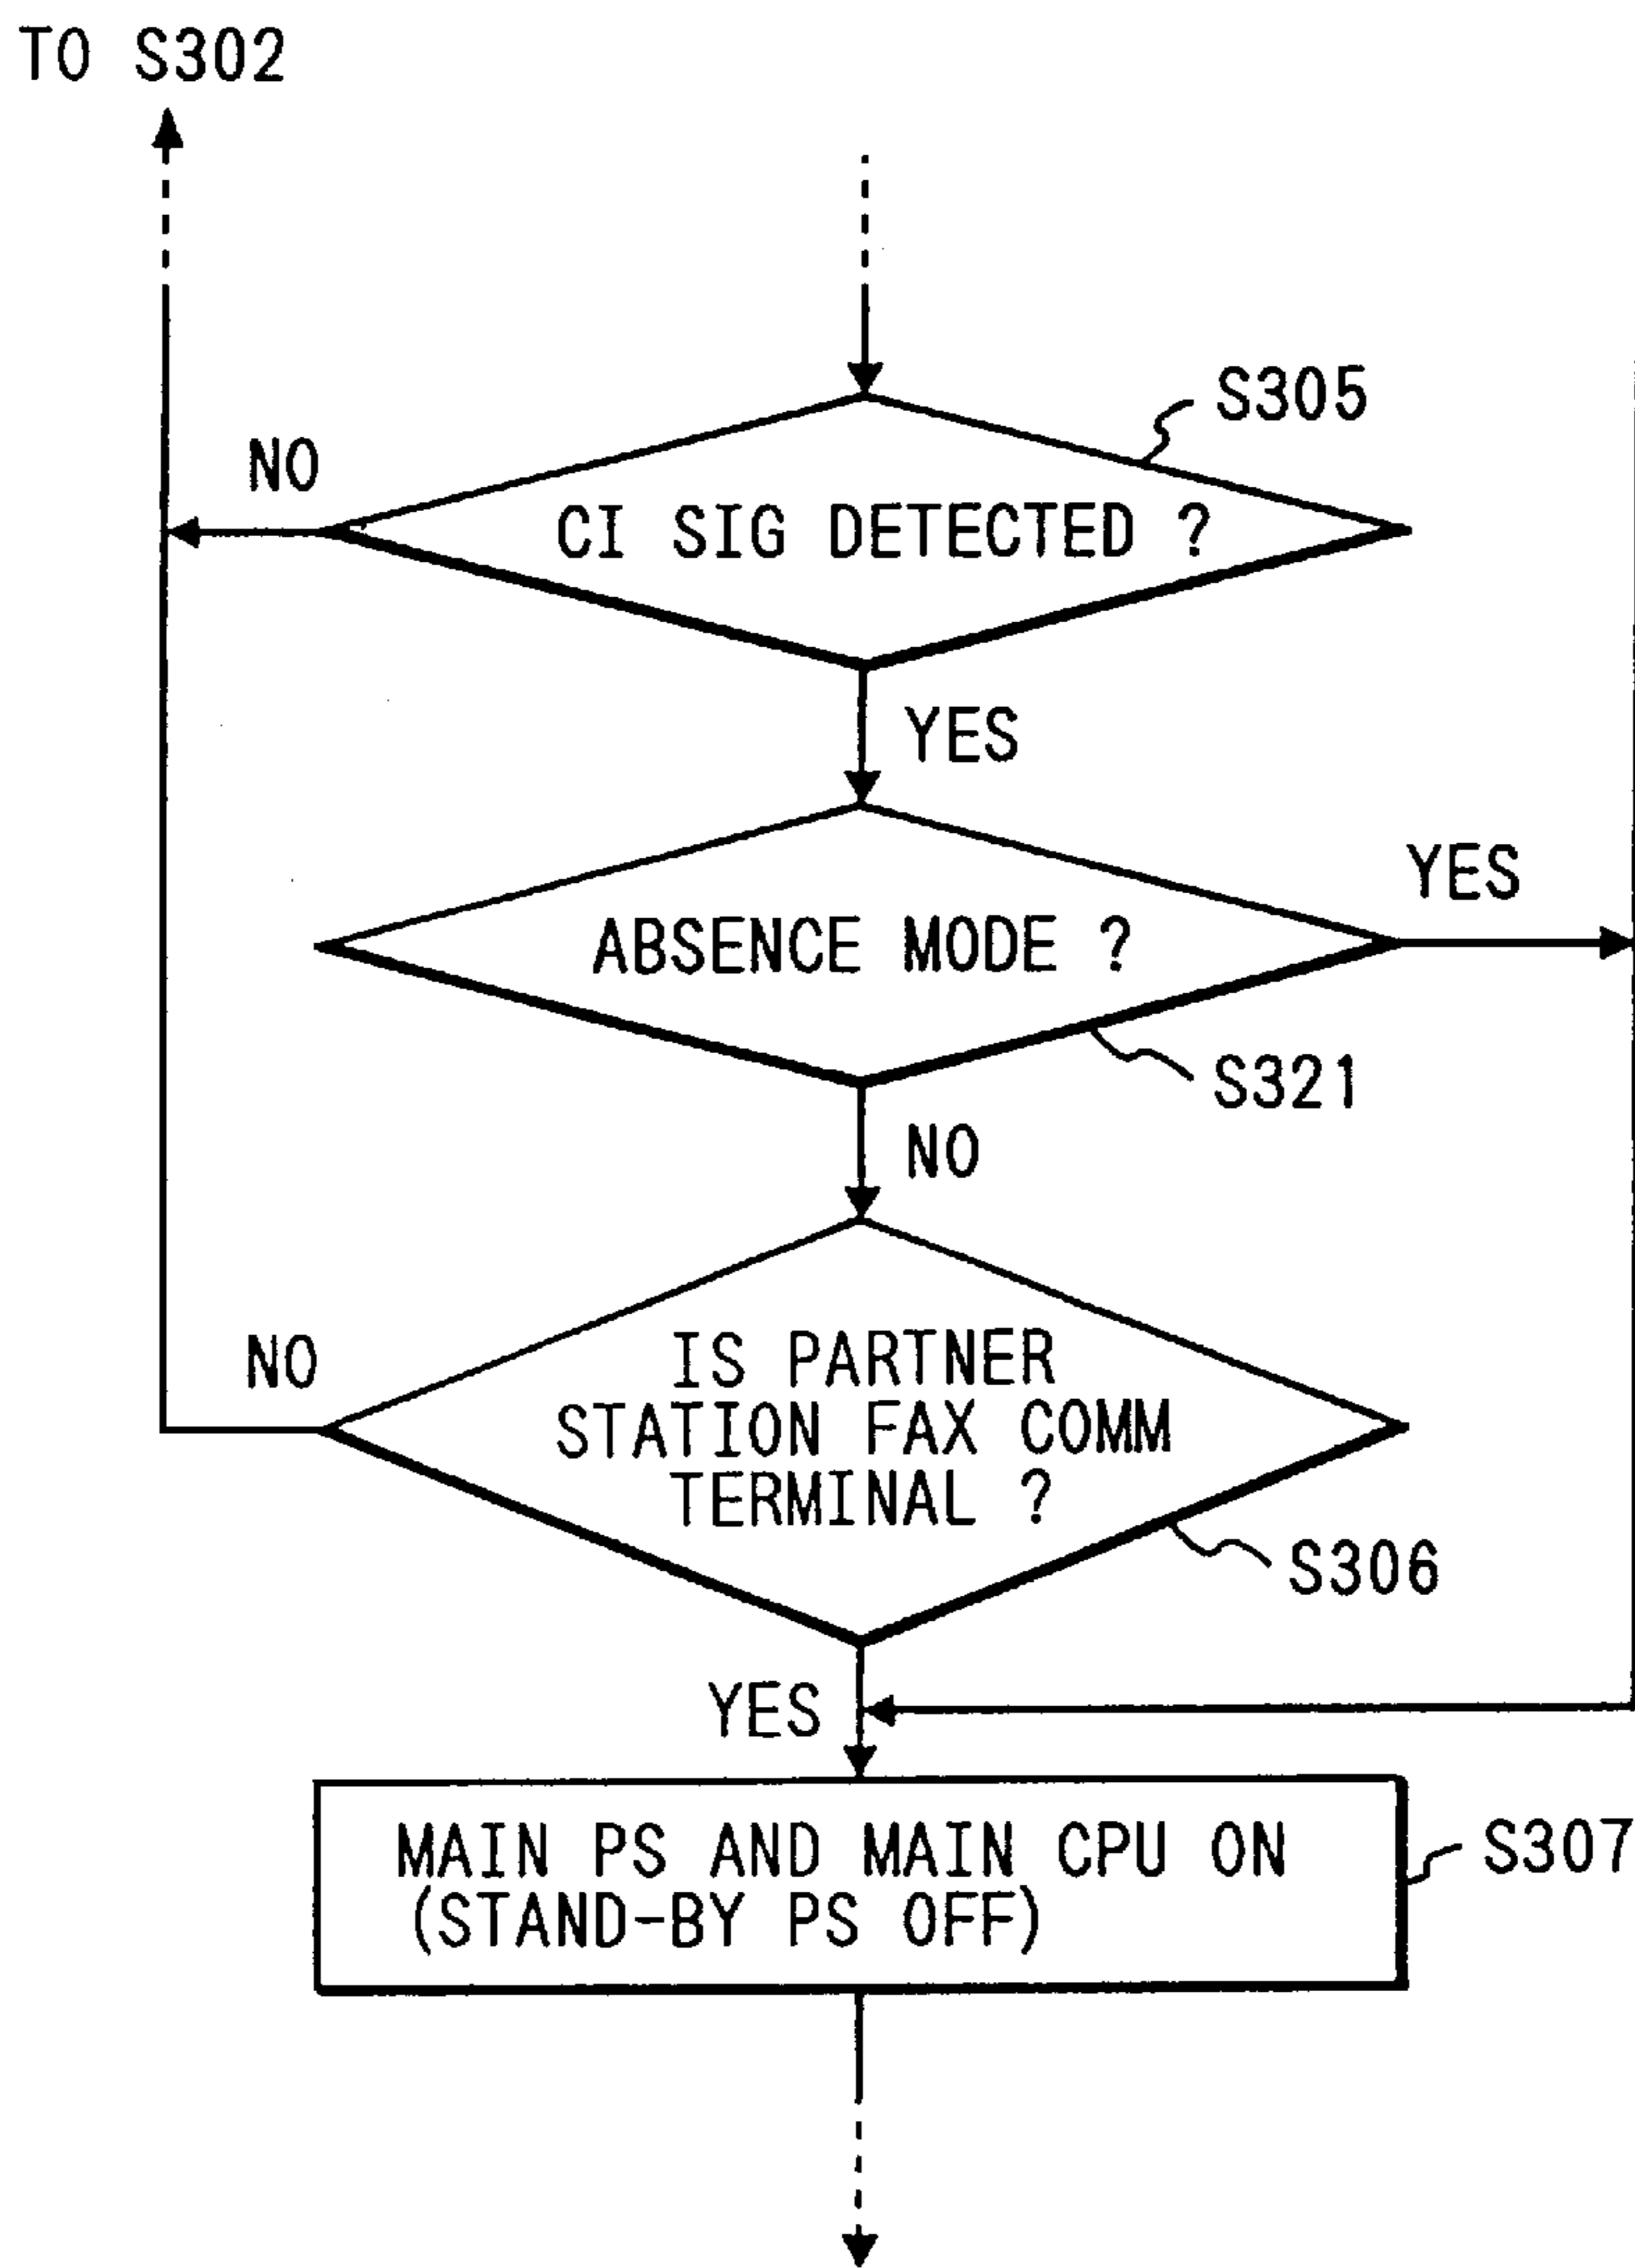 TO S302
S305
NO
CI SIG DETECTED ?
YES
YES
ABSENCE MODE ?
S321
NO
NO
IS PARTNER
STATION FAX COMM
TERMINAL ?
S306
YES
MAIN PS AND MAIN CPU ON
(STAND-BY PS OFF)
S307